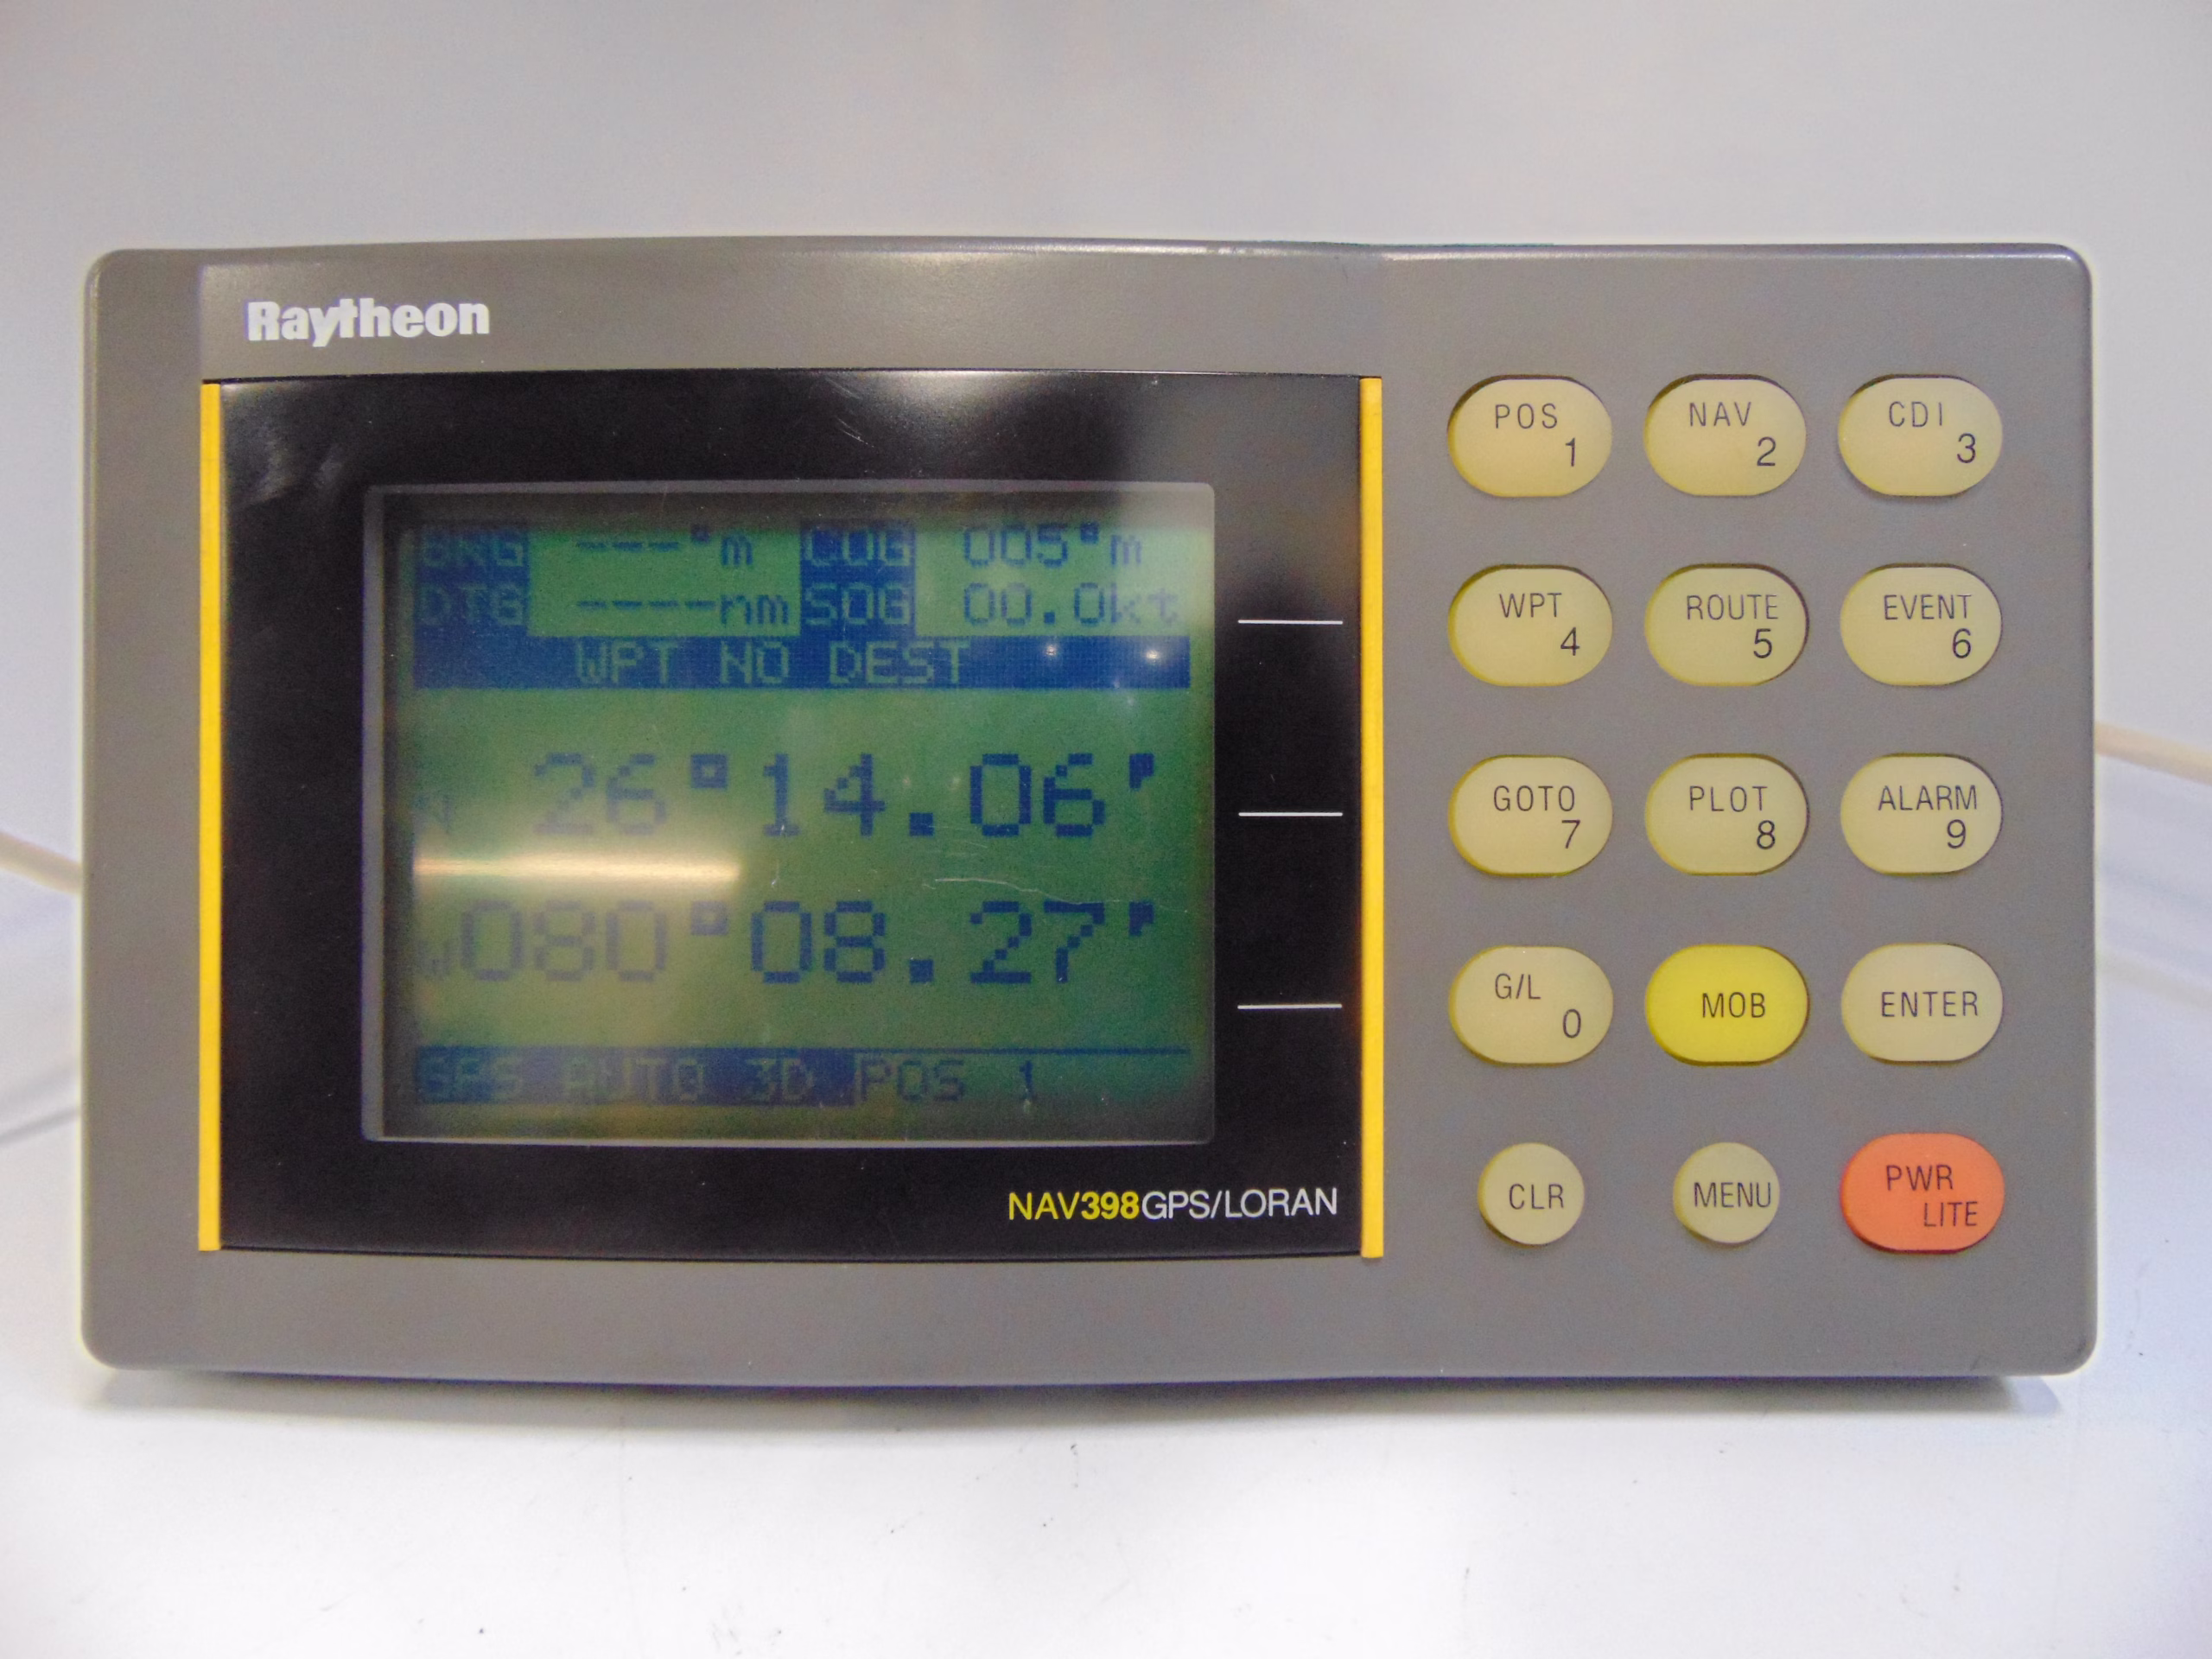 Raytheon
BRG ---°m COG 005°m
DTG ----nm SOG 00.0kt
WPT NO DEST
N 26°14.06'
W080°08.27'
GPS AUTO 3D POS 1
NAV398GPS/LORAN
POS 1
NAV 2
CDI 3
WPT 4
ROUTE 5
EVENT 6
GOTO 7
PLOT 8
ALARM 9
G/L 0
MOB
ENTER
CLR
MENU
PWR
LITE